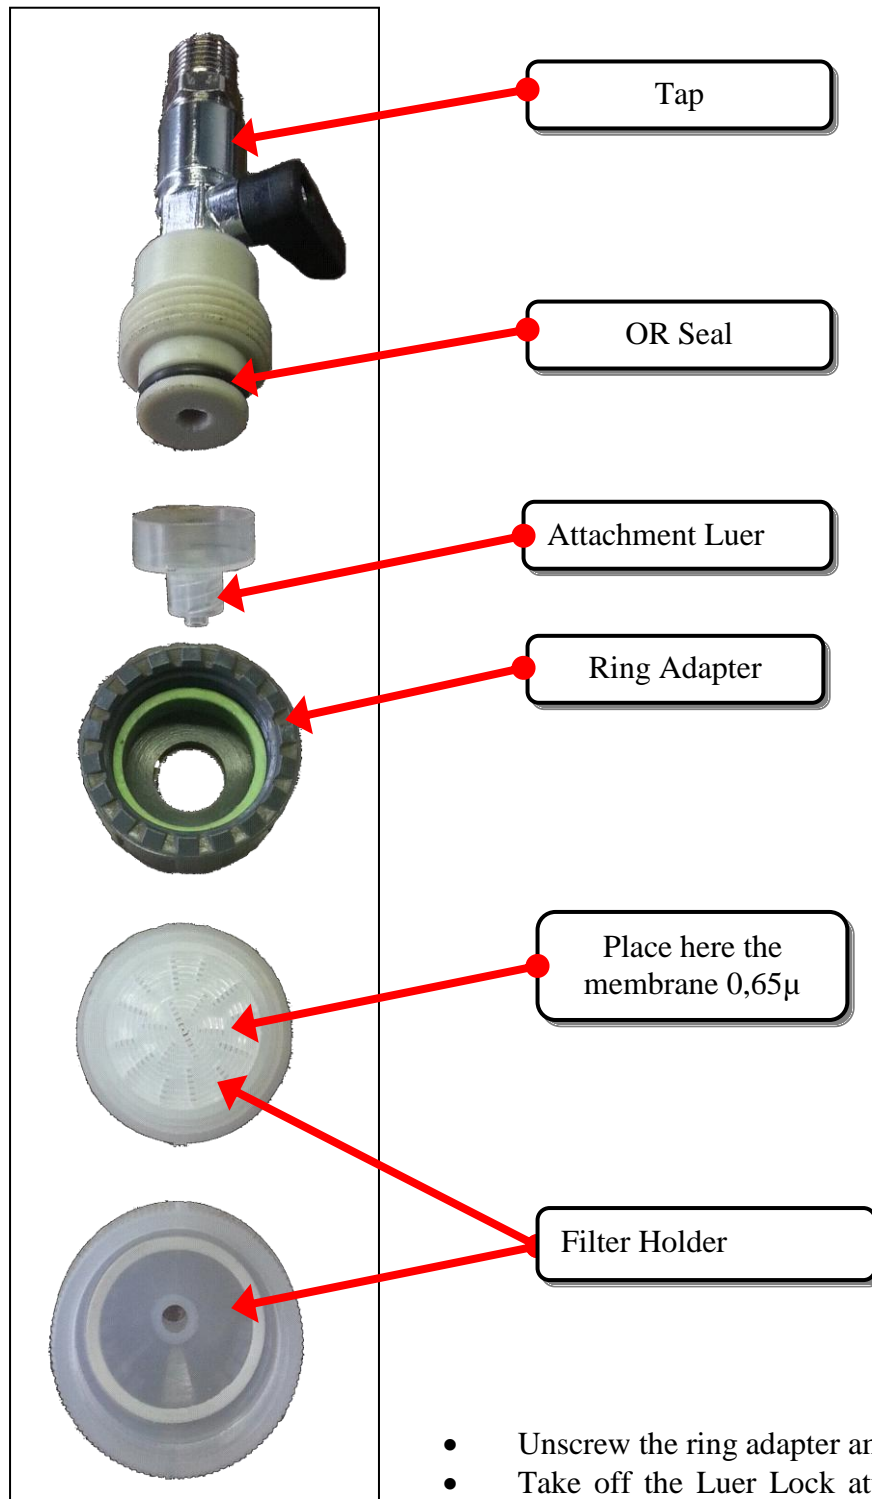 Tap
OR Seal
Attachment Luer
Ring Adapter
Place here the
membrane 0,65µ
Filter Holder
• Unscrew the ring adapter
• Take off the Luer Lock